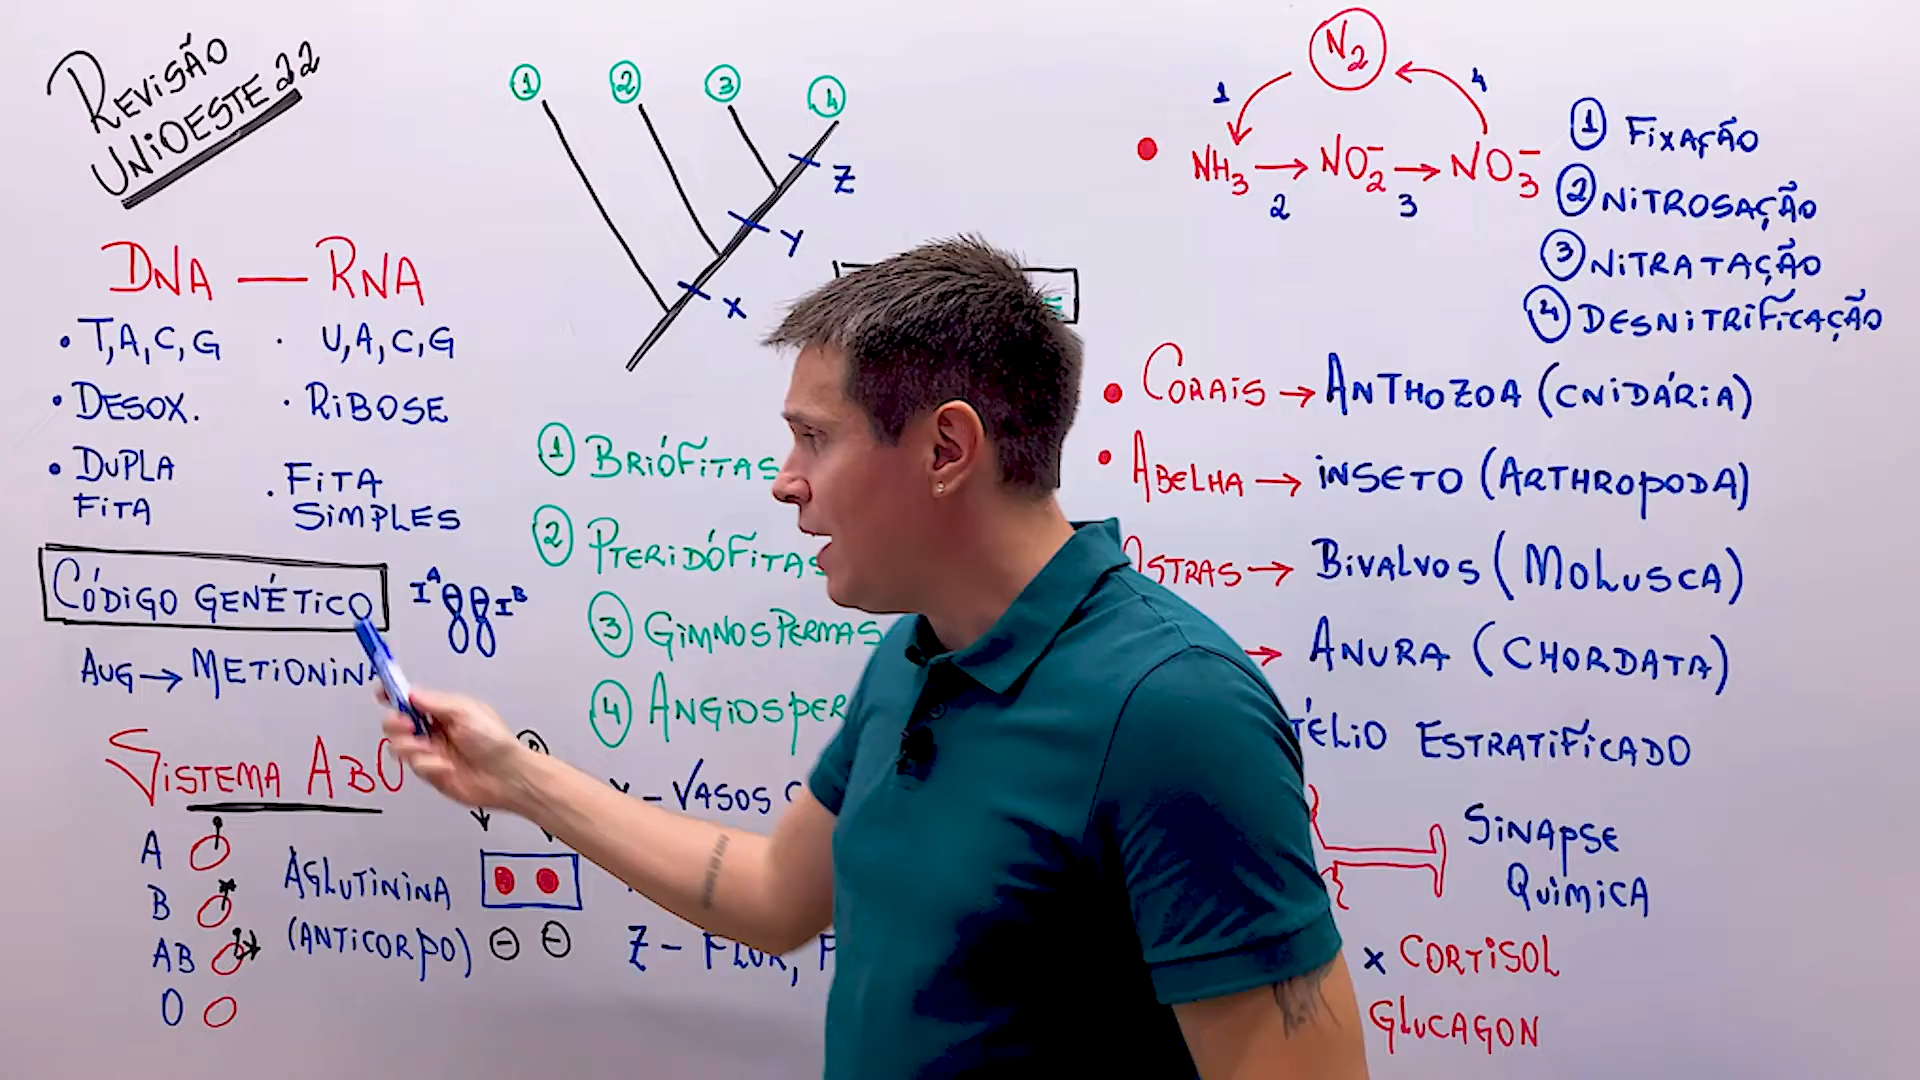 REVISÃO
UNIOESTE 22
DNA — RNA
• T,A,C,G
• U,A,C,G
• DESOX.
• RIBOSE
• DUPLA
FITA
• FITA
SIMPLES
CÓDIGO GENÉTICO
I^A I^B
AUG → METIONINA
SISTEMA ABO
A
B
AB
O
AGLUTININA
(ANTICORPO)
1 2 3 4
Z
Y
X
① BRIÓFITAS
② PTERIDÓFITAS
③ GIMNOSPERMAS
④ ANGIOSPER
VASOS
Z – FLOR, F
N₂
1 4
• NH₃ → NO₂⁻ → NO₃⁻
2 3
① FIXAÇÃO
② NITROSAÇÃO
③ NITRATAÇÃO
④ DESNITRIFICAÇÃO
• CORAIS → ANTHOZOA (CNIDÁRIA)
• ABELHA → INSETO (ARTHROPODA)
OSTRAS → BIVALVOS (MOLUSCA)
→ ANURA (CHORDATA)
TÉLIO ESTRATIFICADO
SINAPSE
QUÍMICA
x CORTISOL
GLUCAGON